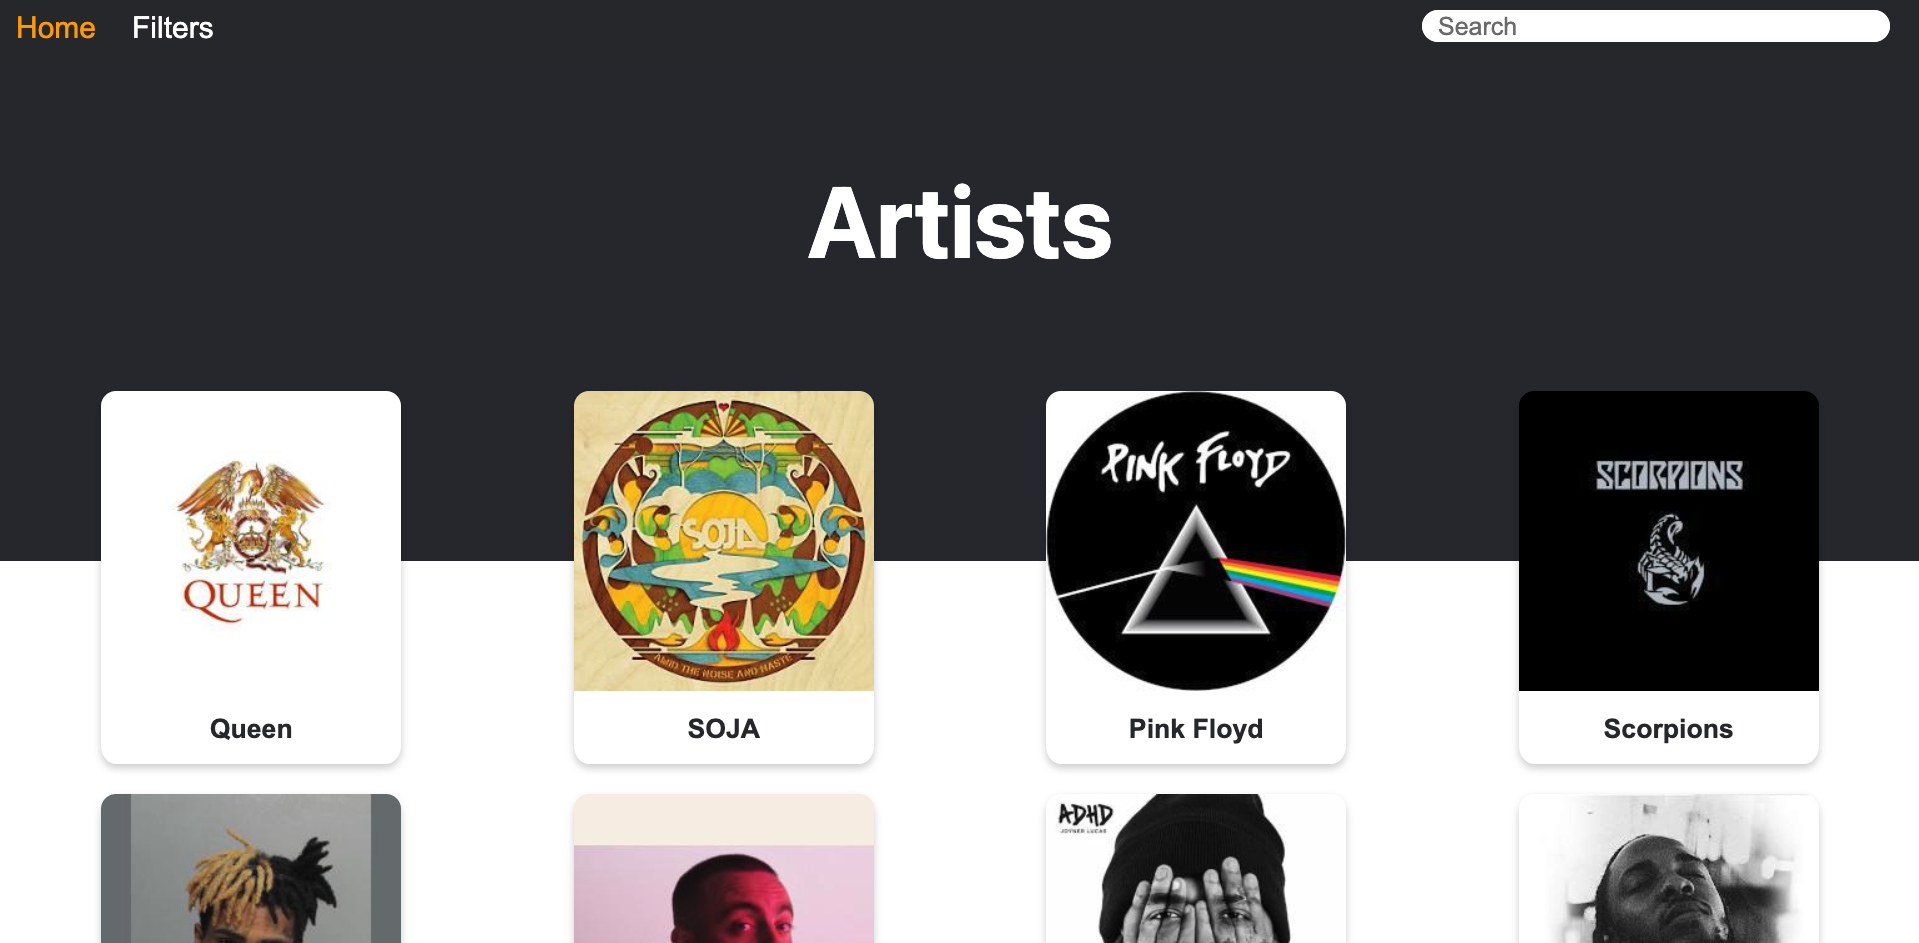 Home Filters
Search
Artists
QUEEN
SOJA
AMID THE NOISE AND HASTE
PINK FLOYD
SCORPIONS
Queen
SOJA
Pink Floyd
Scorpions
ADHD
JOYNER LUCAS